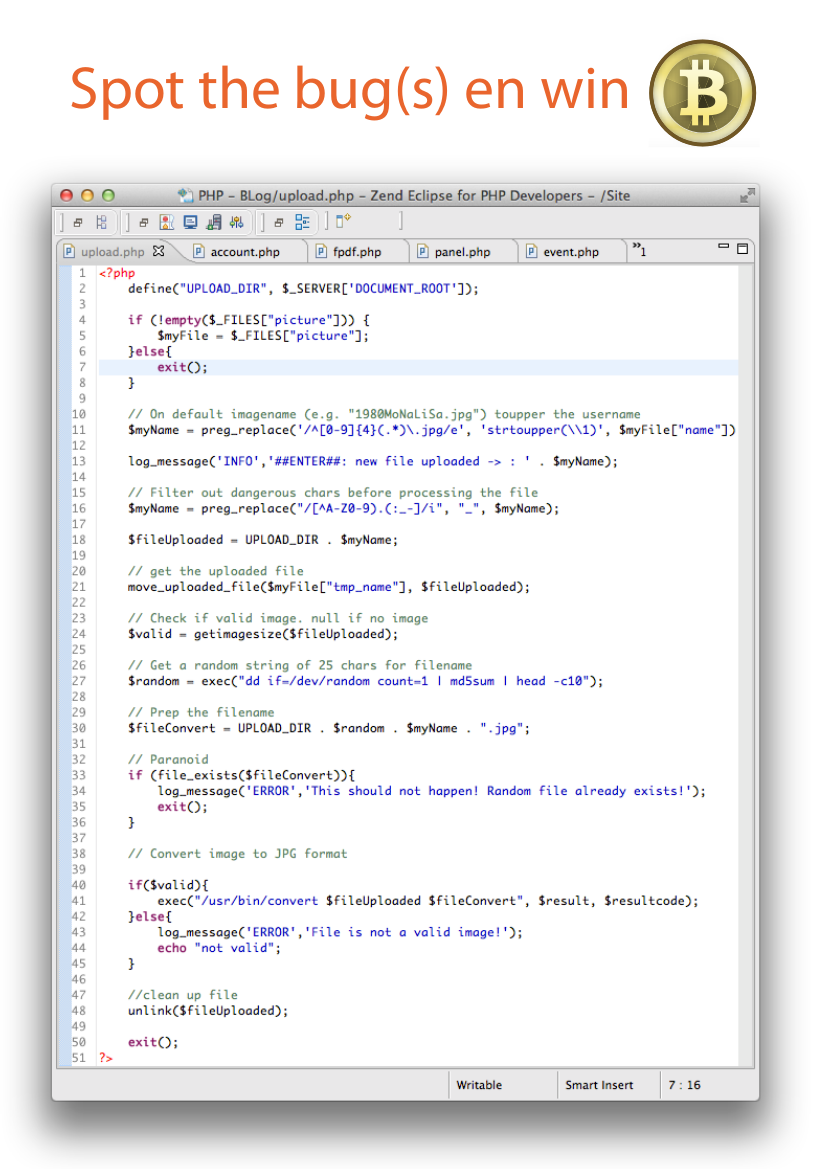 Spot the bug(s) en win
B
PHP – BLog/upload.php – Zend Eclipse for PHP Developers – /Site
upload.php account.php fpdf.php panel.php event.php »1
1 <?php
2 define("UPLOAD_DIR", $_SERVER['DOCUMENT_ROOT']);
3
4 if (!empty($_FILES["picture"])) {
5 $myFile = $_FILES["picture"];
6 }else{
7 exit();
8 }
9
10 // On default imagename (e.g. "1980MoNaLiSa.jpg") toupper the username
11 $myName = preg_replace('/^[0-9]{4}(.*)\.jpg/e', 'strtoupper(\\1)', $myFile["name"])
12
13 log_message('INFO','##ENTER##: new file uploaded -> : ' . $myName);
14
15 // Filter out dangerous chars before processing the file
16 $myName = preg_replace("/[^A-Z0-9).(:_-]/i", "_", $myName);
17
18 $fileUploaded = UPLOAD_DIR . $myName;
19
20 // get the uploaded file
21 move_uploaded_file($myFile["tmp_name"], $fileUploaded);
22
23 // Check if valid image. null if no image
24 $valid = getimagesize($fileUploaded);
25
26 // Get a random string of 25 chars for filename
27 $random = exec("dd if=/dev/random count=1 | md5sum | head -c10");
28
29 // Prep the filename
30 $fileConvert = UPLOAD_DIR . $random . $myName . ".jpg";
31
32 // Paranoid
33 if (file_exists($fileConvert)){
34 log_message('ERROR','This should not happen! Random file already exists!');
35 exit();
36 }
37
38 // Convert image to JPG format
39
40 if($valid){
41 exec("/usr/bin/convert $fileUploaded $fileConvert", $result, $resultcode);
42 }else{
43 log_message('ERROR','File is not a valid image!');
44 echo "not valid";
45 }
46
47 //clean up file
48 unlink($fileUploaded);
49
50 exit();
51 ?>
Writable Smart Insert 7 : 16